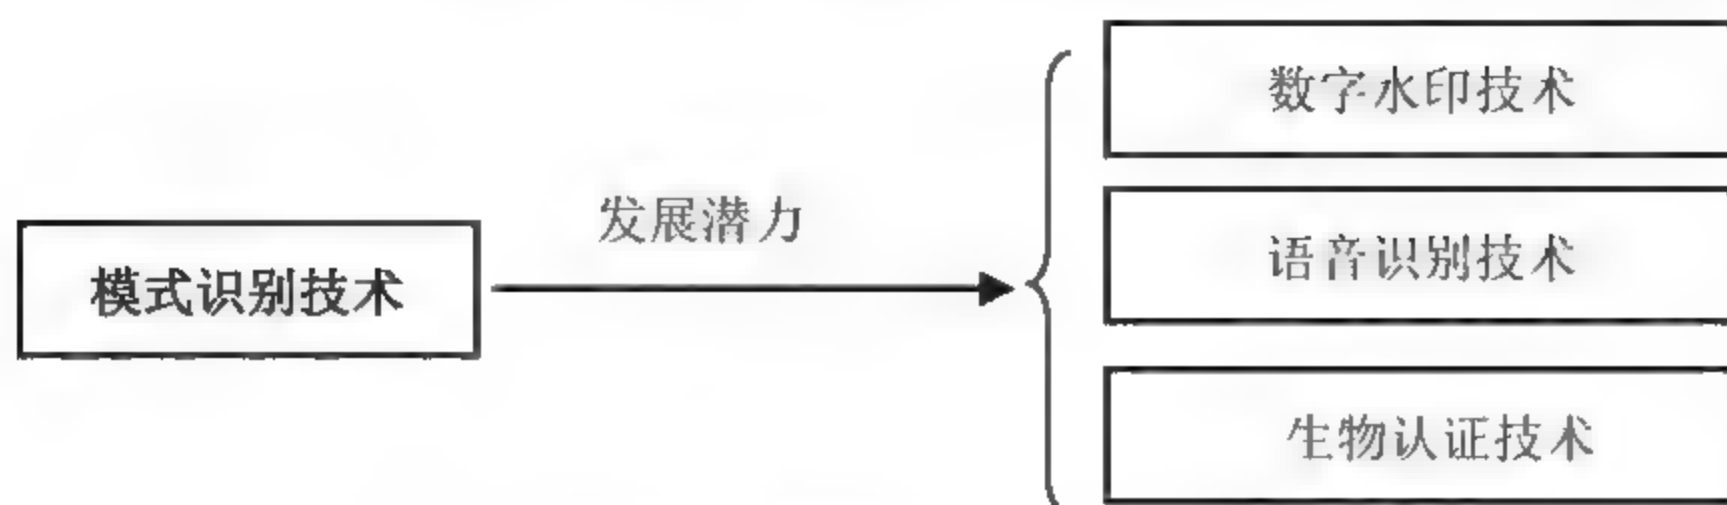 数字水印技术
发展潜力
语音识别技术
模式识别技术
生物认证技术